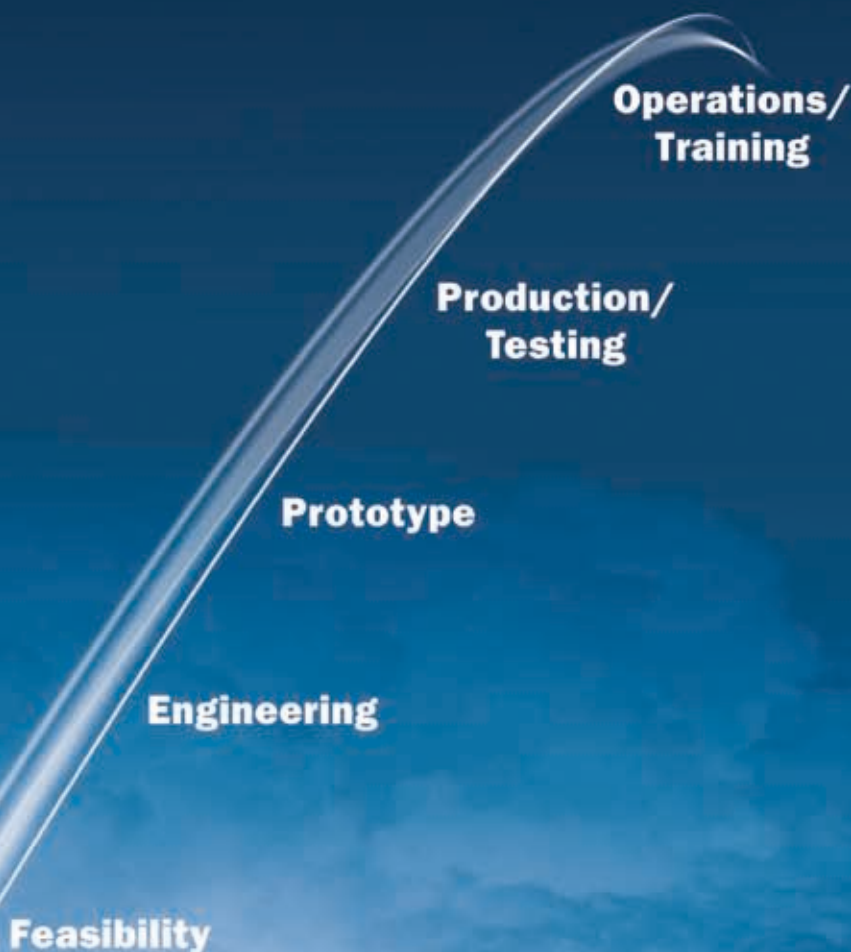 Operations/
Training
Production/
Testing
Prototype
Engineering
Feasibility